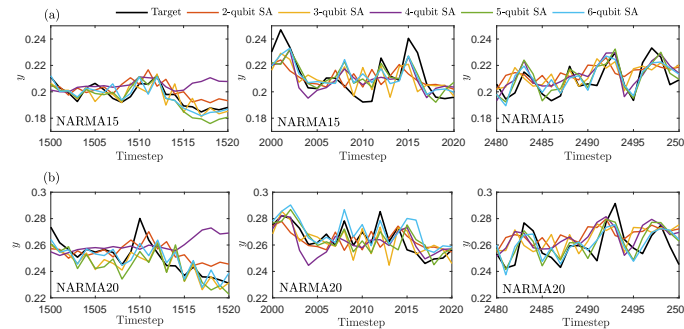 (a) Target 2-qubit SA 3-qubit SA 4-qubit SA 5-qubit SA 6-qubit SA
0.24 0.24 0.24
0.22 0.22 0.22
y y y
0.2 0.2 0.2
0.18 0.18 0.18
NARMA15 NARMA15 NARMA15
1500 1505 1510 1515 1520 2000 2005 2010 2015 2020 2480 2485 2490 2495 250
Timestep Timestep Timestep
(b)
0.3 0.3 0.3
0.28 0.28 0.28
y y y
0.26 0.26 0.26
0.24 0.24 0.24
NARMA20 NARMA20 NARMA20
0.22 0.22 0.22
1500 1505 1510 1515 1520 2000 2005 2010 2015 2020 2480 2485 2490 2495 250
Timestep Timestep Timestep